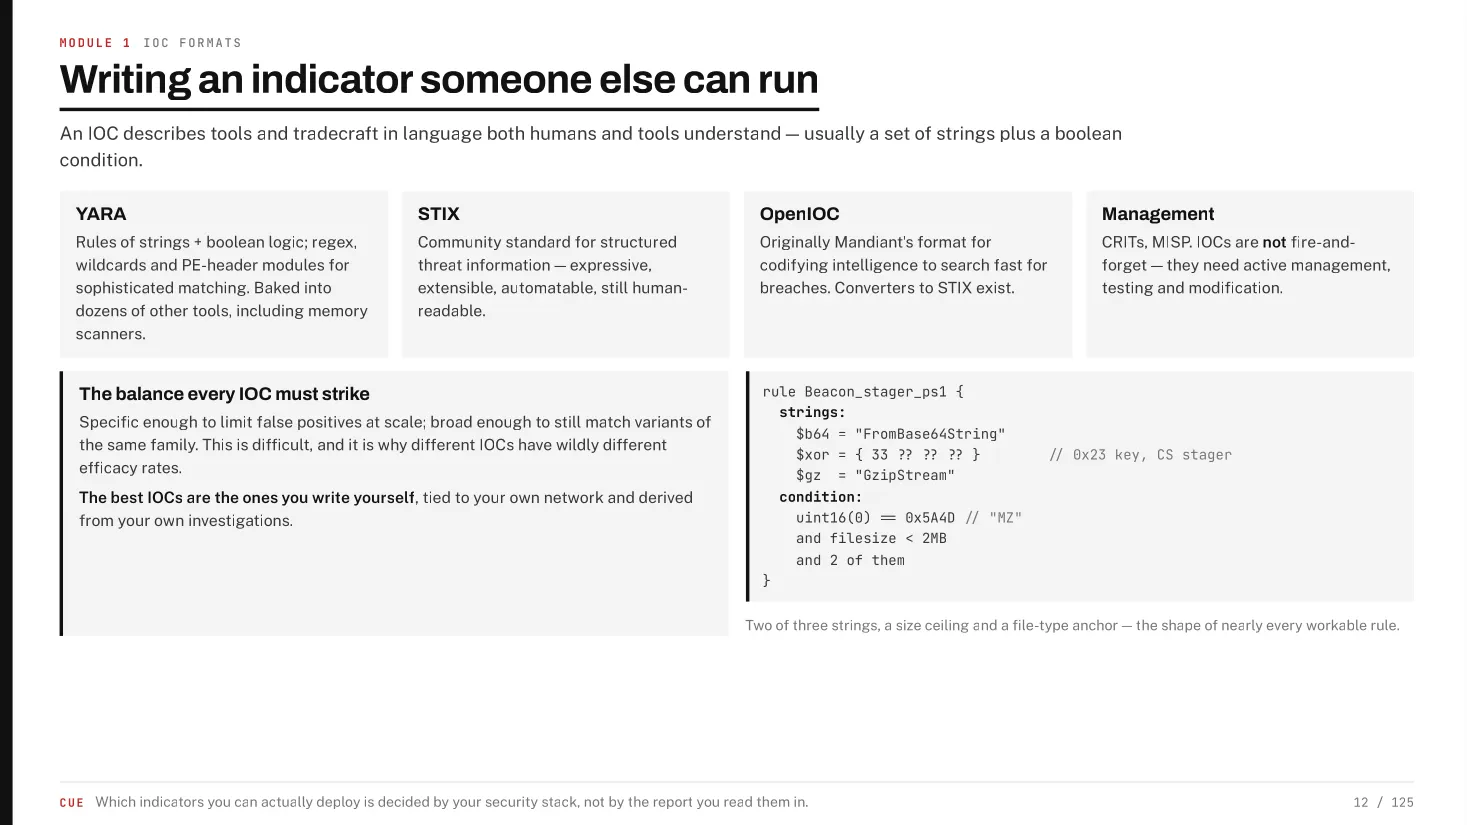 MODULE 1 IOC FORMATS
Writing an indicator someone else can run
An IOC describes tools and tradecraft in language both humans and tools understand — usually a set of strings plus a boolean
condition.
YARA
Rules of strings + boolean logic; regex,
wildcards and PE-header modules for
sophisticated matching. Baked into
dozens of other tools, including memory
scanners.
STIX
Community standard for structured
threat information — expressive,
extensible, automatable, still human-
readable.
OpenIOC
Originally Mandiant's format for
codifying intelligence to search fast for
breaches. Converters to STIX exist.
Management
CRITs, MISP. IOCs are not fire-and-
forget — they need active management,
testing and modification.
The balance every IOC must strike
Specific enough to limit false positives at scale; broad enough to still match variants of
the same family. This is difficult, and it is why different IOCs have wildly different
efficacy rates.
The best IOCs are the ones you write yourself, tied to your own network and derived
from your own investigations.
rule Beacon_stager_ps1 {
strings:
$b64 = "FromBase64String"
$xor = { 33 ?? ?? ?? } // 0x23 key, CS stager
$gz = "GzipStream"
condition:
uint16(0) == 0x5A4D // "MZ"
and filesize < 2MB
and 2 of them
}
Two of three strings, a size ceiling and a file-type anchor — the shape of nearly every workable rule.
CUE Which indicators you can actually deploy is decided by your security stack, not by the report you read them in.
12 / 125